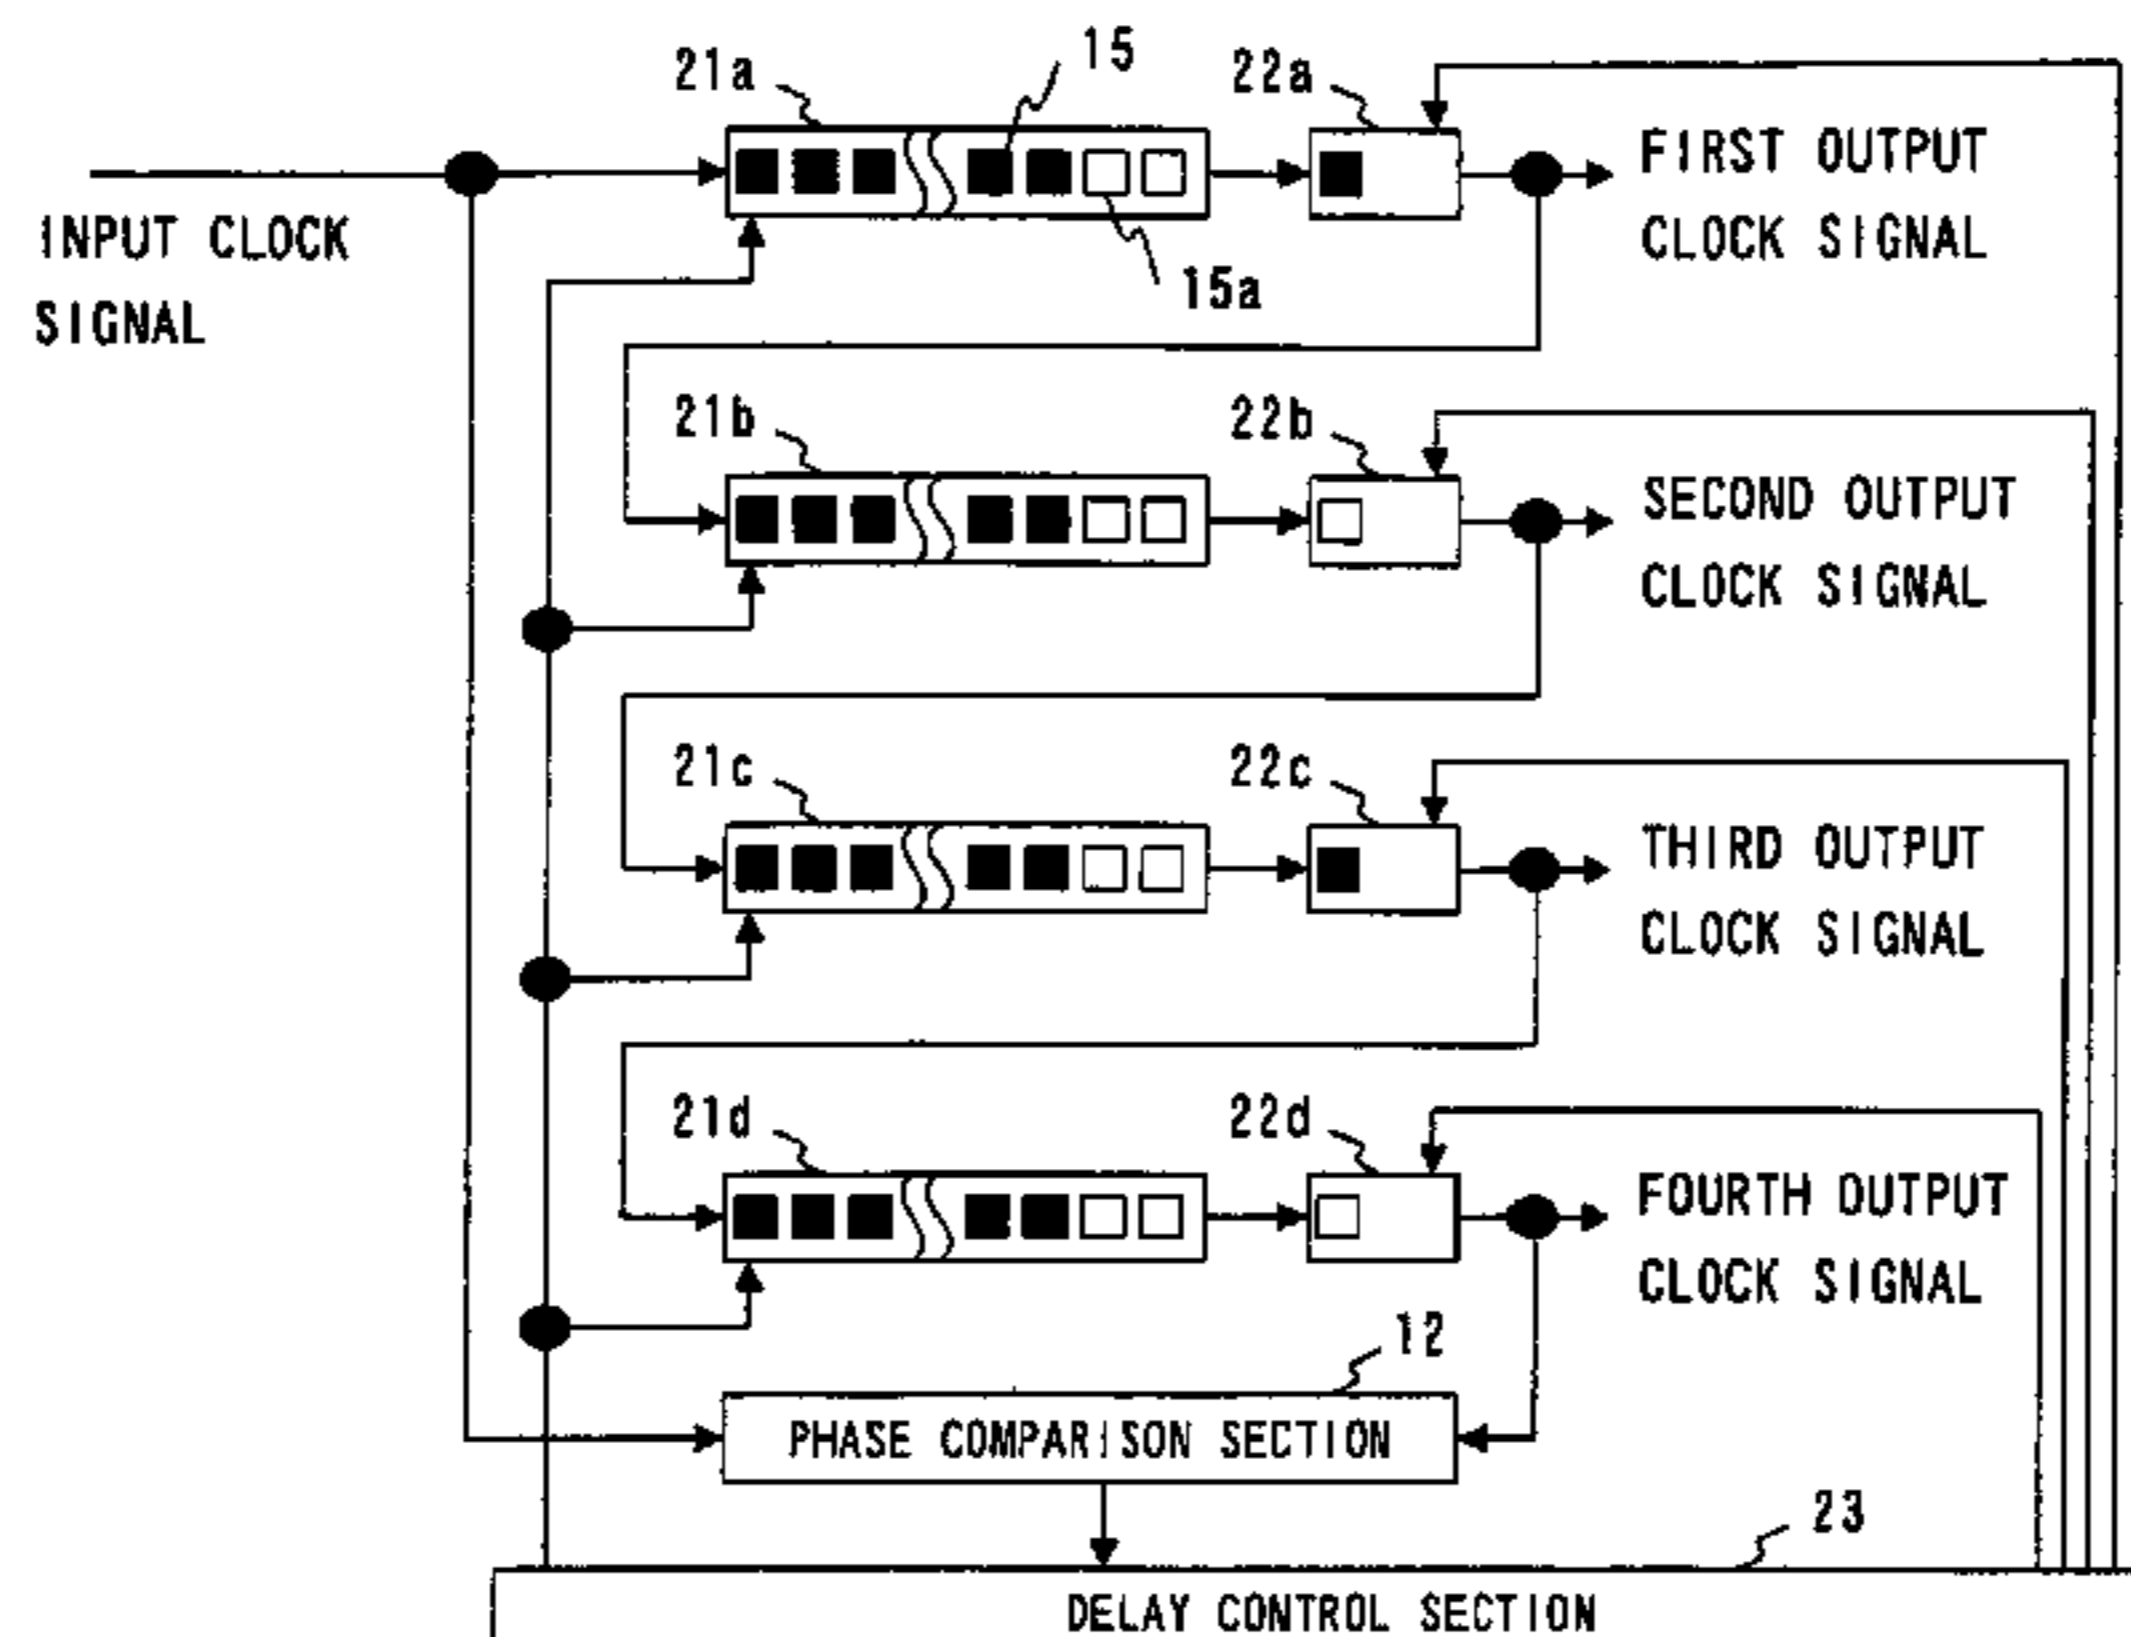 21a
15
22a
FIRST OUTPUT
CLOCK SIGNAL
INPUT CLOCK
SIGNAL
15a
21b
22b
SECOND OUTPUT
CLOCK SIGNAL
21c
22c
THIRD OUTPUT
CLOCK SIGNAL
21d
22d
FOURTH OUTPUT
CLOCK SIGNAL
12
PHASE COMPARISON SECTION
23
DELAY CONTROL SECTION